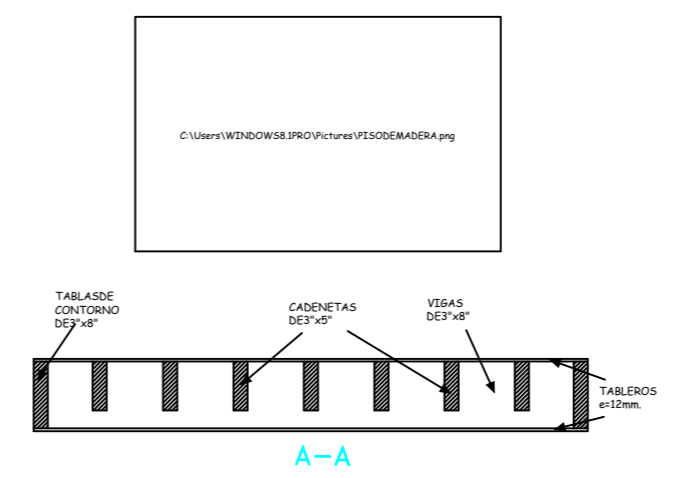 C:\Users\WINDOWS8.1PRO\Pictures\PISODEMADERA.png
TABLASDE
CONTORNO
DE3"x8"
CADENETAS
DE3"x5"
VIGAS
DE3"x8"
TABLEROS
e=12mm.
A-A